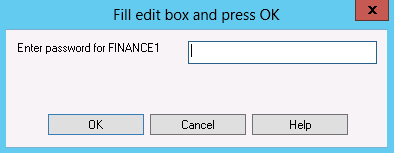 Fill edit box and press OK
x
Enter password for FINANCE1
OK Cancel Help